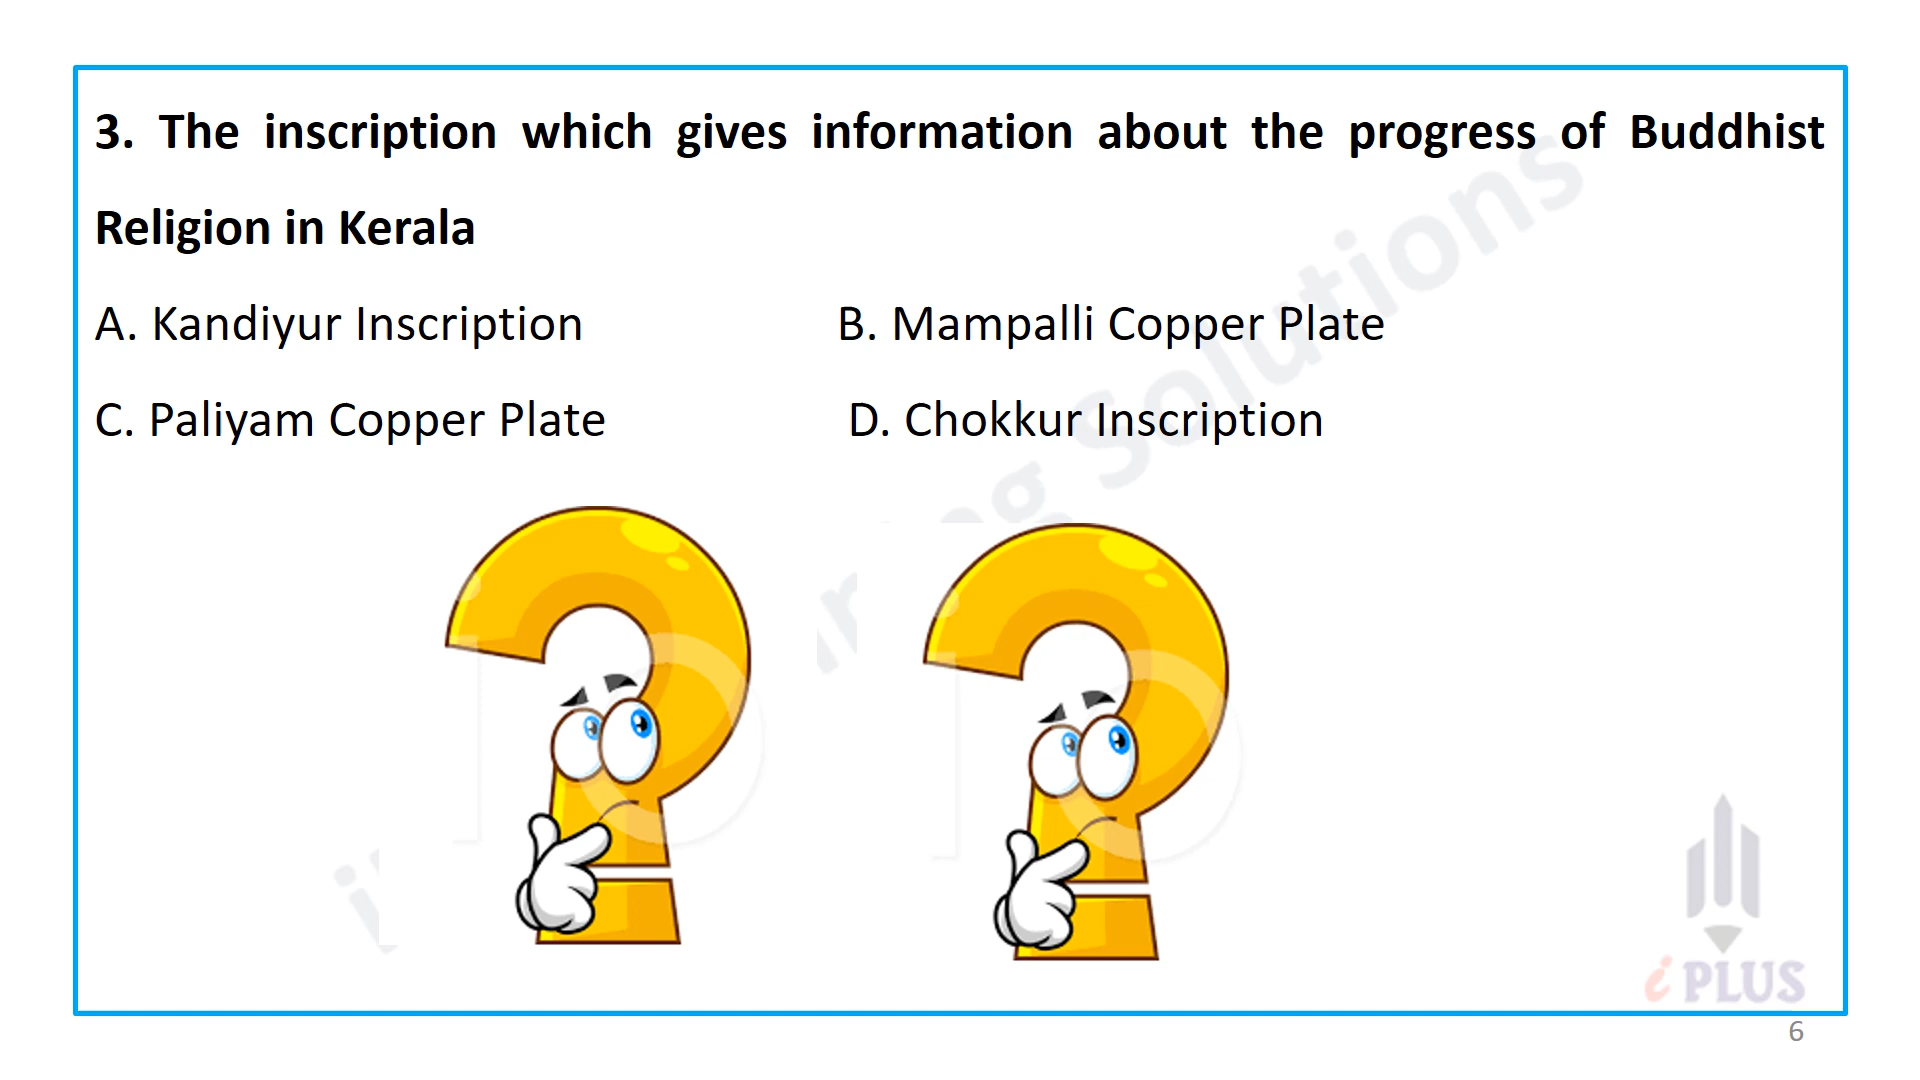 3. The inscription which gives information about the progress of Buddhist
Religion in Kerala
A. Kandiyur Inscription B. Mampalli Copper Plate
C. Paliyam Copper Plate D. Chokkur Inscription
Solutions
i PLUS
6